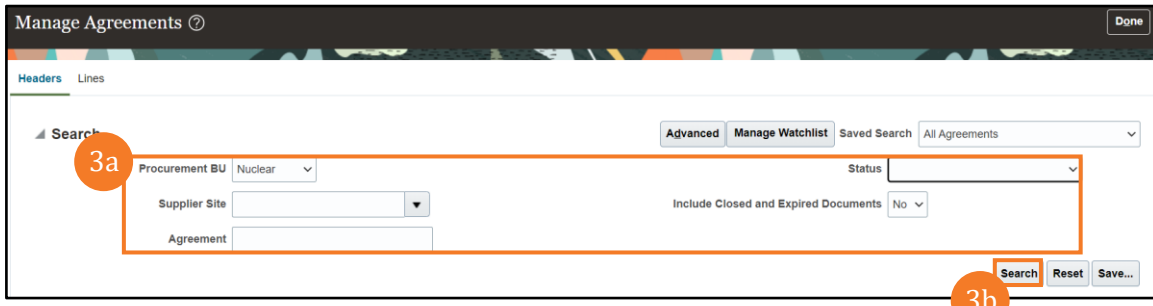 Manage Agreements ?
Done
Headers Lines
Search
Advanced Manage Watchlist Saved Search All Agreements
3a
Procurement BU Nuclear Status
Supplier Site Include Closed and Expired Documents No
Agreement
Search Reset Save...
3b